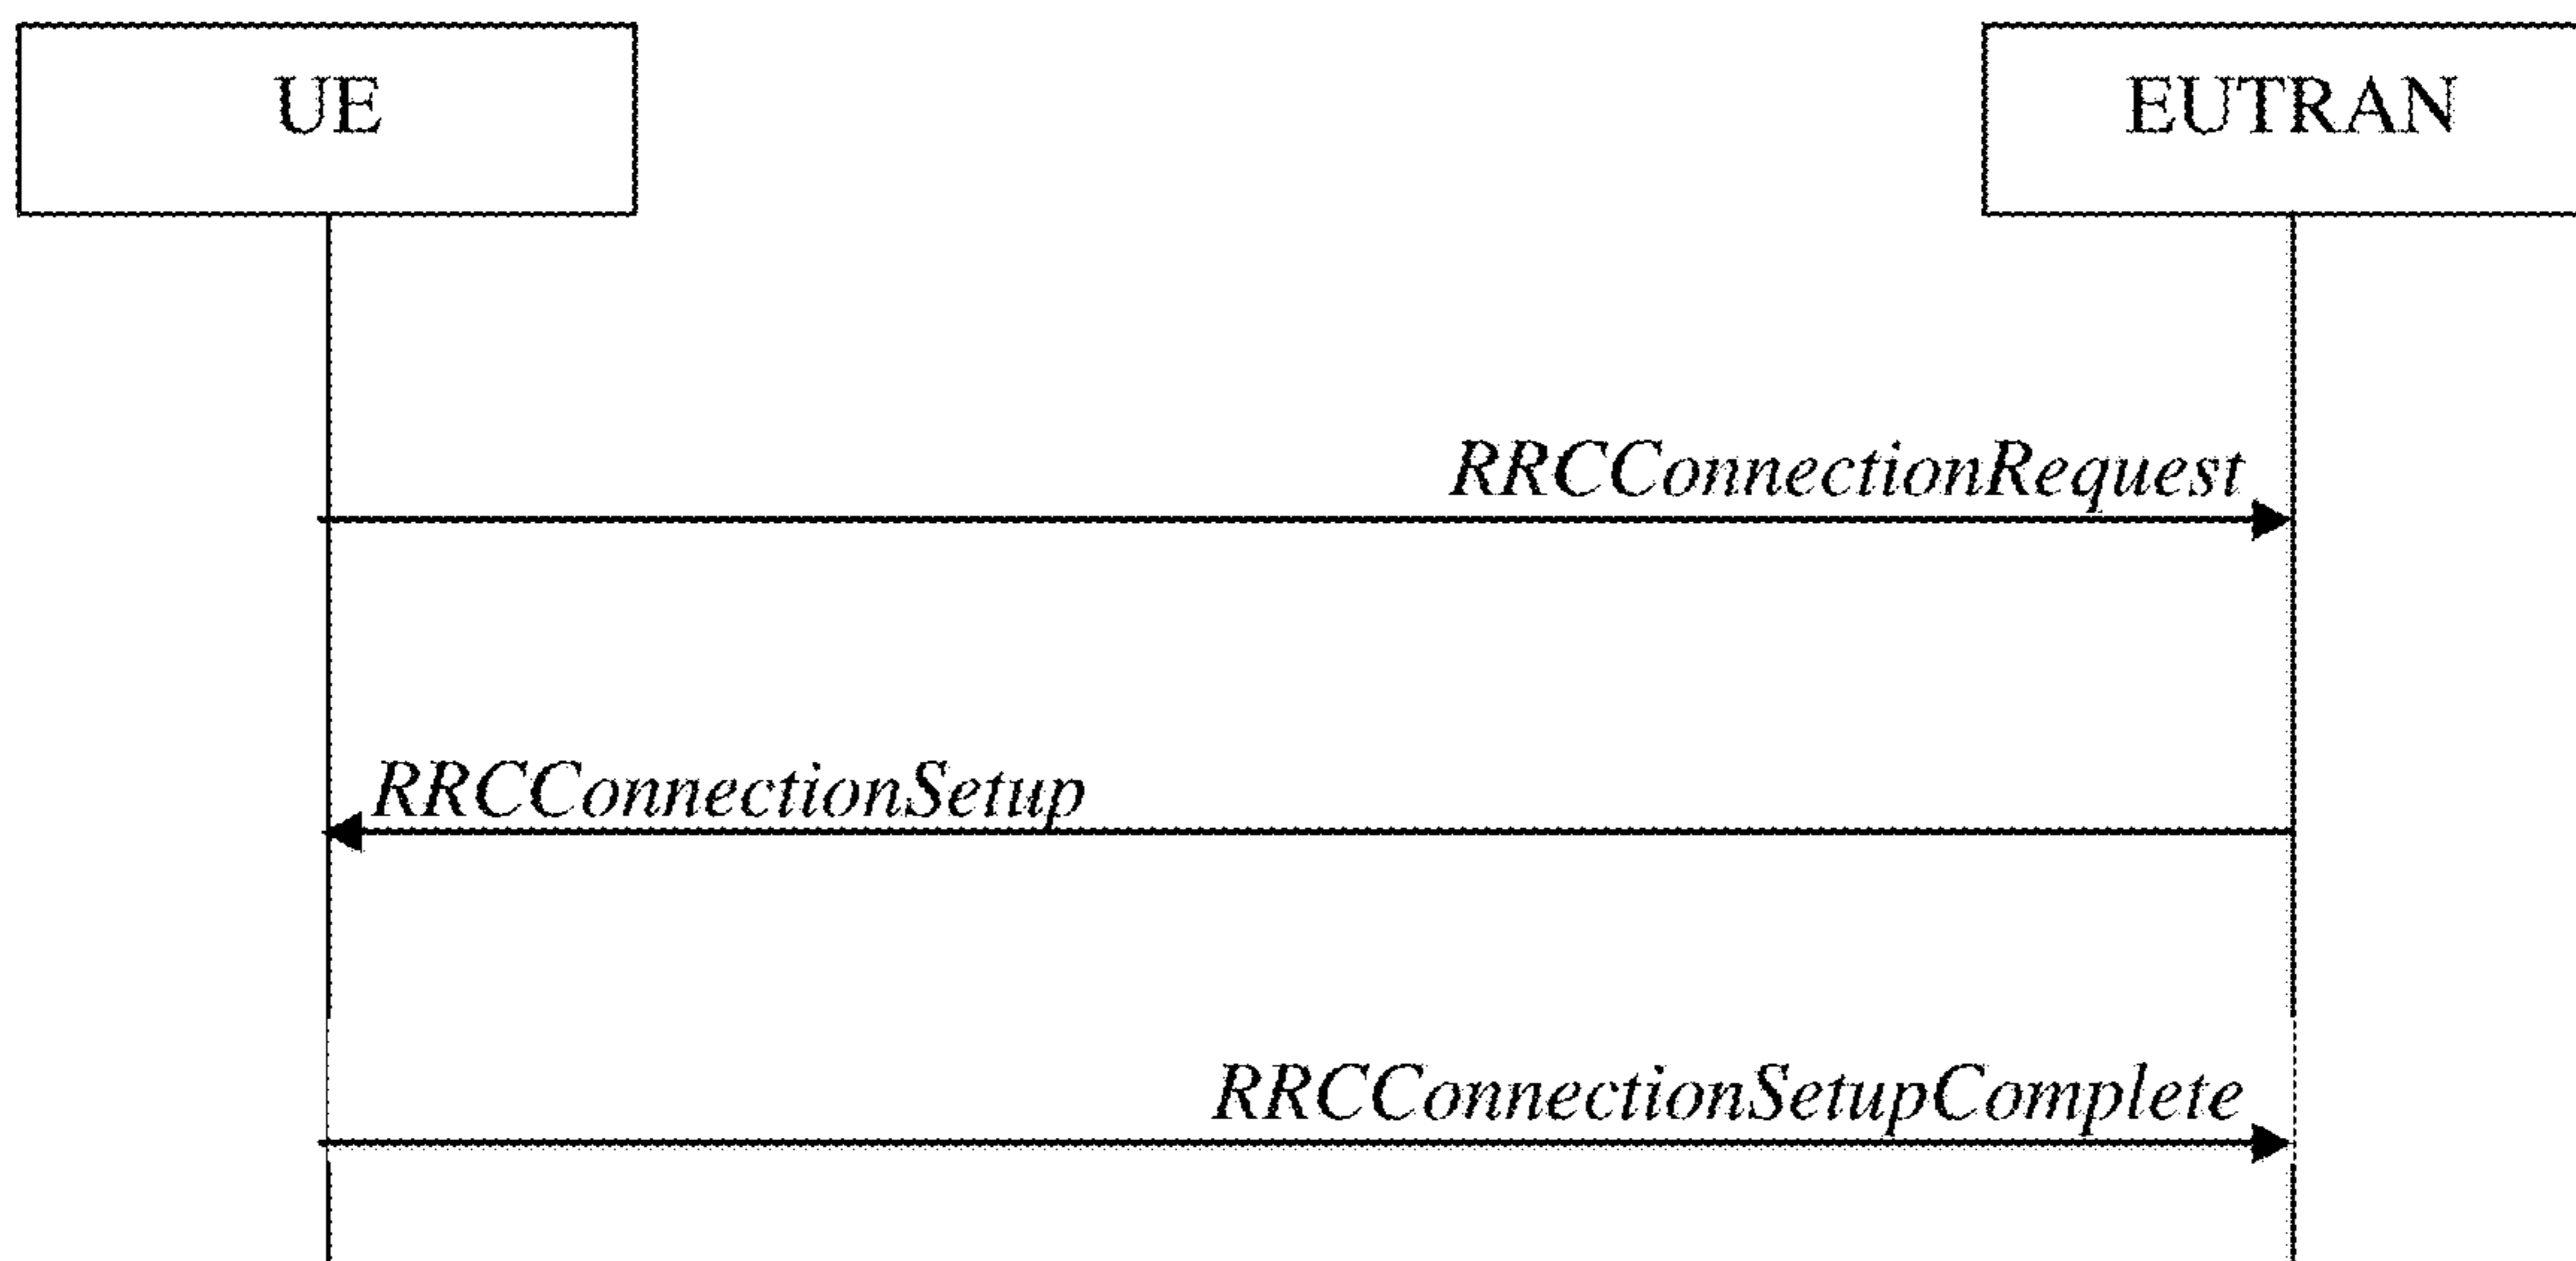 UE
EUTRAN
RRCConnectionRequest
RRCConnectionSetup
RRCConnectionSetupComplete